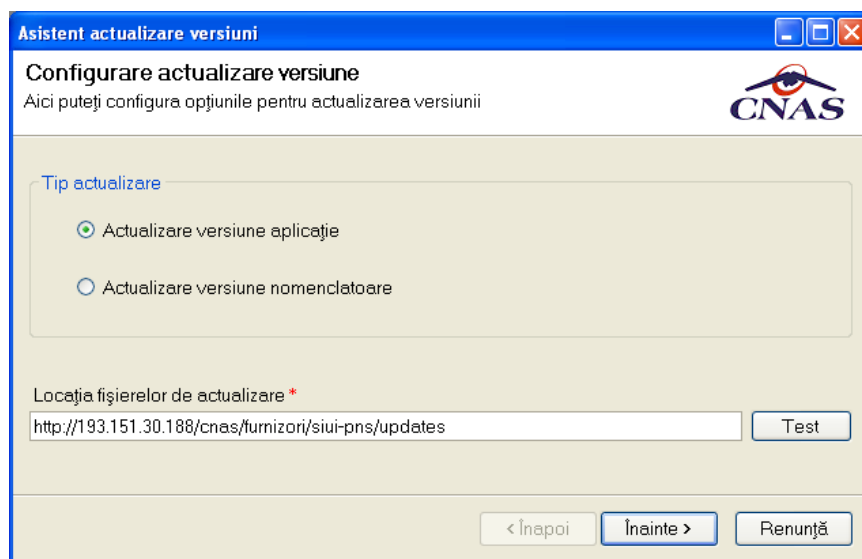 Asistent actualizare versiuni
Configurare actualizare versiune
Aici puteţi configura opţiunile pentru actualizarea versiunii
CNAS
Tip actualizare
Actualizare versiune aplicaţie
Actualizare versiune nomenclatoare
Locaţia fişierelor de actualizare *
http://193.151.30.188/cnas/furnizori/siui-pns/updates
Test
< Înapoi
Înainte >
Renunţă